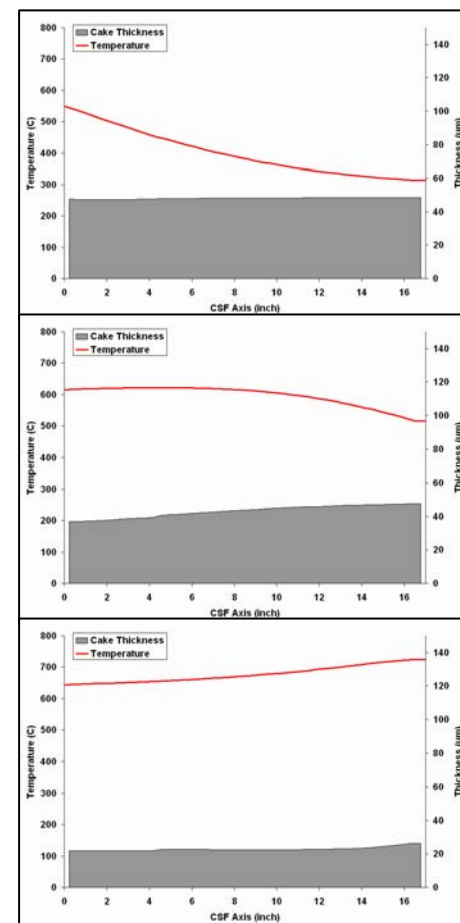 Cake Thickness
Temperature
Temperature (C)
800
700
600
500
400
300
200
100
0
Thickness (um)
140
120
100
80
60
40
20
0
0 2 4 6 8 10 12 14 16
CSF Axis (inch)
Cake Thickness
Temperature
Temperature (C)
800
700
600
500
400
300
200
100
0
Thickness (um)
140
120
100
80
60
40
20
0
0 2 4 6 8 10 12 14 16
CSF Axis (inch)
Cake Thickness
Temperature
Temperature (C)
800
700
600
500
400
300
200
100
0
Thickness (um)
140
120
100
80
60
40
20
0
0 2 4 6 8 10 12 14 16
CSF Axis (inch)